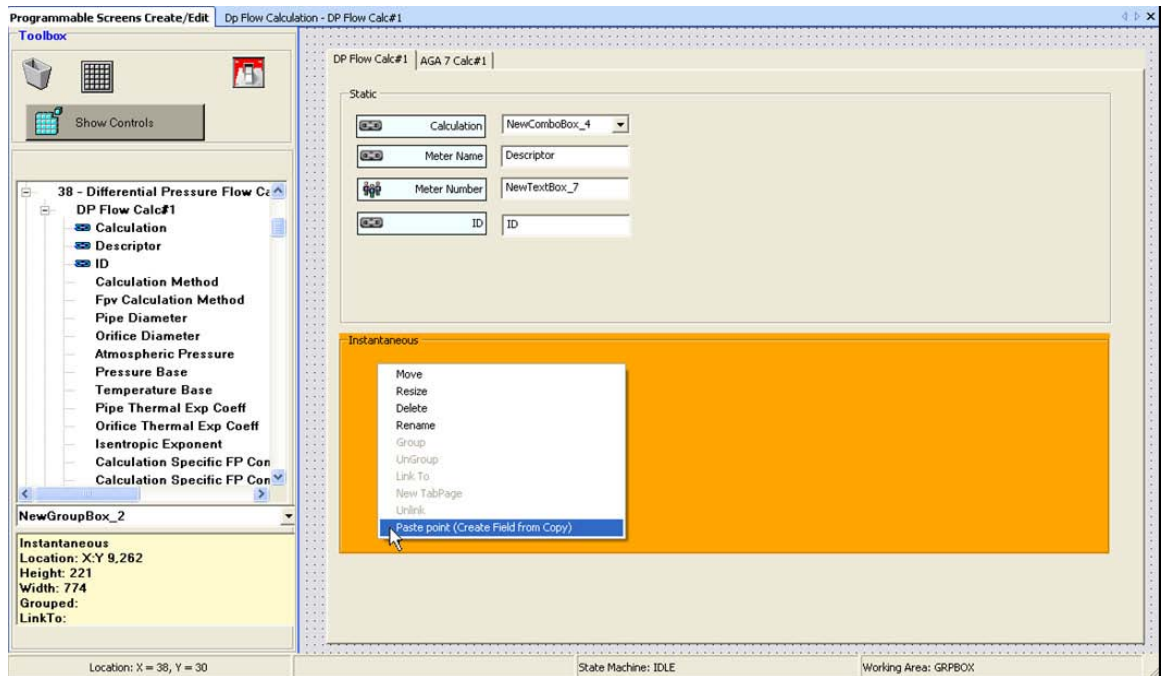 Programmable Screens Create/Edit
Dp Flow Calculation - DP Flow Calc#1
Toolbox
Show Controls
38 - Differential Pressure Flow Ca
DP Flow Calc#1
Calculation
Descriptor
ID
Calculation Method
Fpv Calculation Method
Pipe Diameter
Orifice Diameter
Atmospheric Pressure
Pressure Base
Temperature Base
Pipe Thermal Exp Coeff
Orifice Thermal Exp Coeff
Isentropic Exponent
Calculation Specific FP Con
Calculation Specific FP Con
NewGroupBox_2
Instantaneous
Location: X:Y 9,262
Height: 221
Width: 774
Grouped:
LinkTo:
DP Flow Calc#1
AGA 7 Calc#1
Static
Calculation NewComboBox_4
Meter Name Descriptor
Meter Number NewTextBox_7
ID ID
Instantaneous
Move
Resize
Delete
Rename
Group
UnGroup
Link To
New TabPage
Unlink
Paste point (Create Field from Copy)
Location: X = 38, Y = 30
State Machine: IDLE
Working Area: GRPBOX